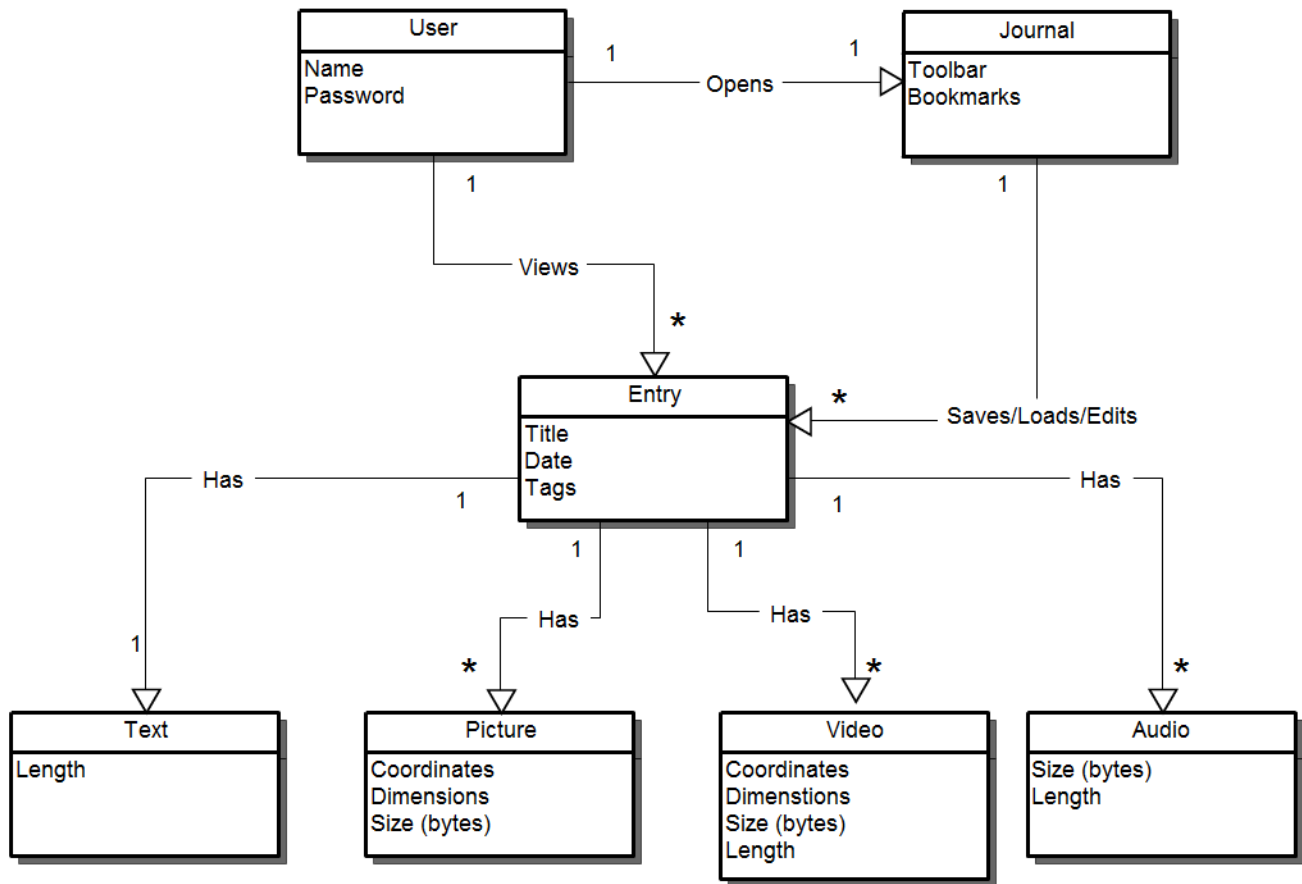 User
Name
Password
1
Opens
1
Journal
Toolbar
Bookmarks
1
1
Views
*
Entry
Title
Date
Tags
*
Saves/Loads/Edits
Has
1
1
Has
1
1
Has
Has
1
*
*
*
Text
Length
Picture
Coordinates
Dimensions
Size (bytes)
Video
Coordinates
Dimenstions
Size (bytes)
Length
Audio
Size (bytes)
Length